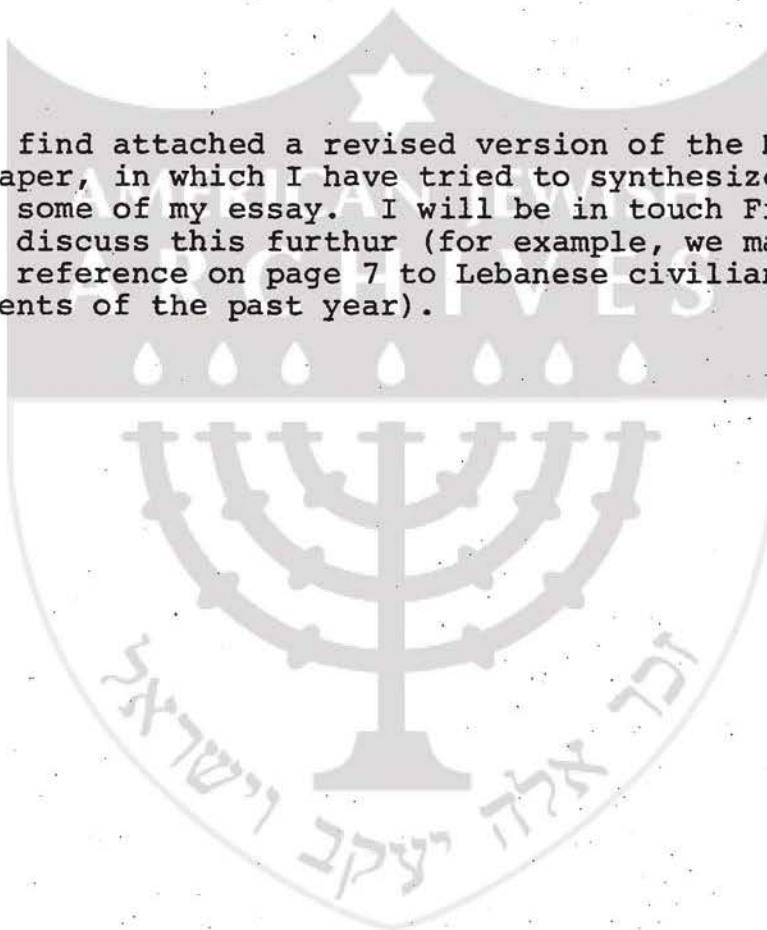 find attached a revised version of the
aper, in which I have tried to synthesize
some of my essay. I will be in touch F
discuss this furthur (for example, we ma
reference on page 7 to Lebanese civilian
ents of the past year).
AMERICAN JEWISH
ARCHIVES
זכר אלה יעקב וישראל